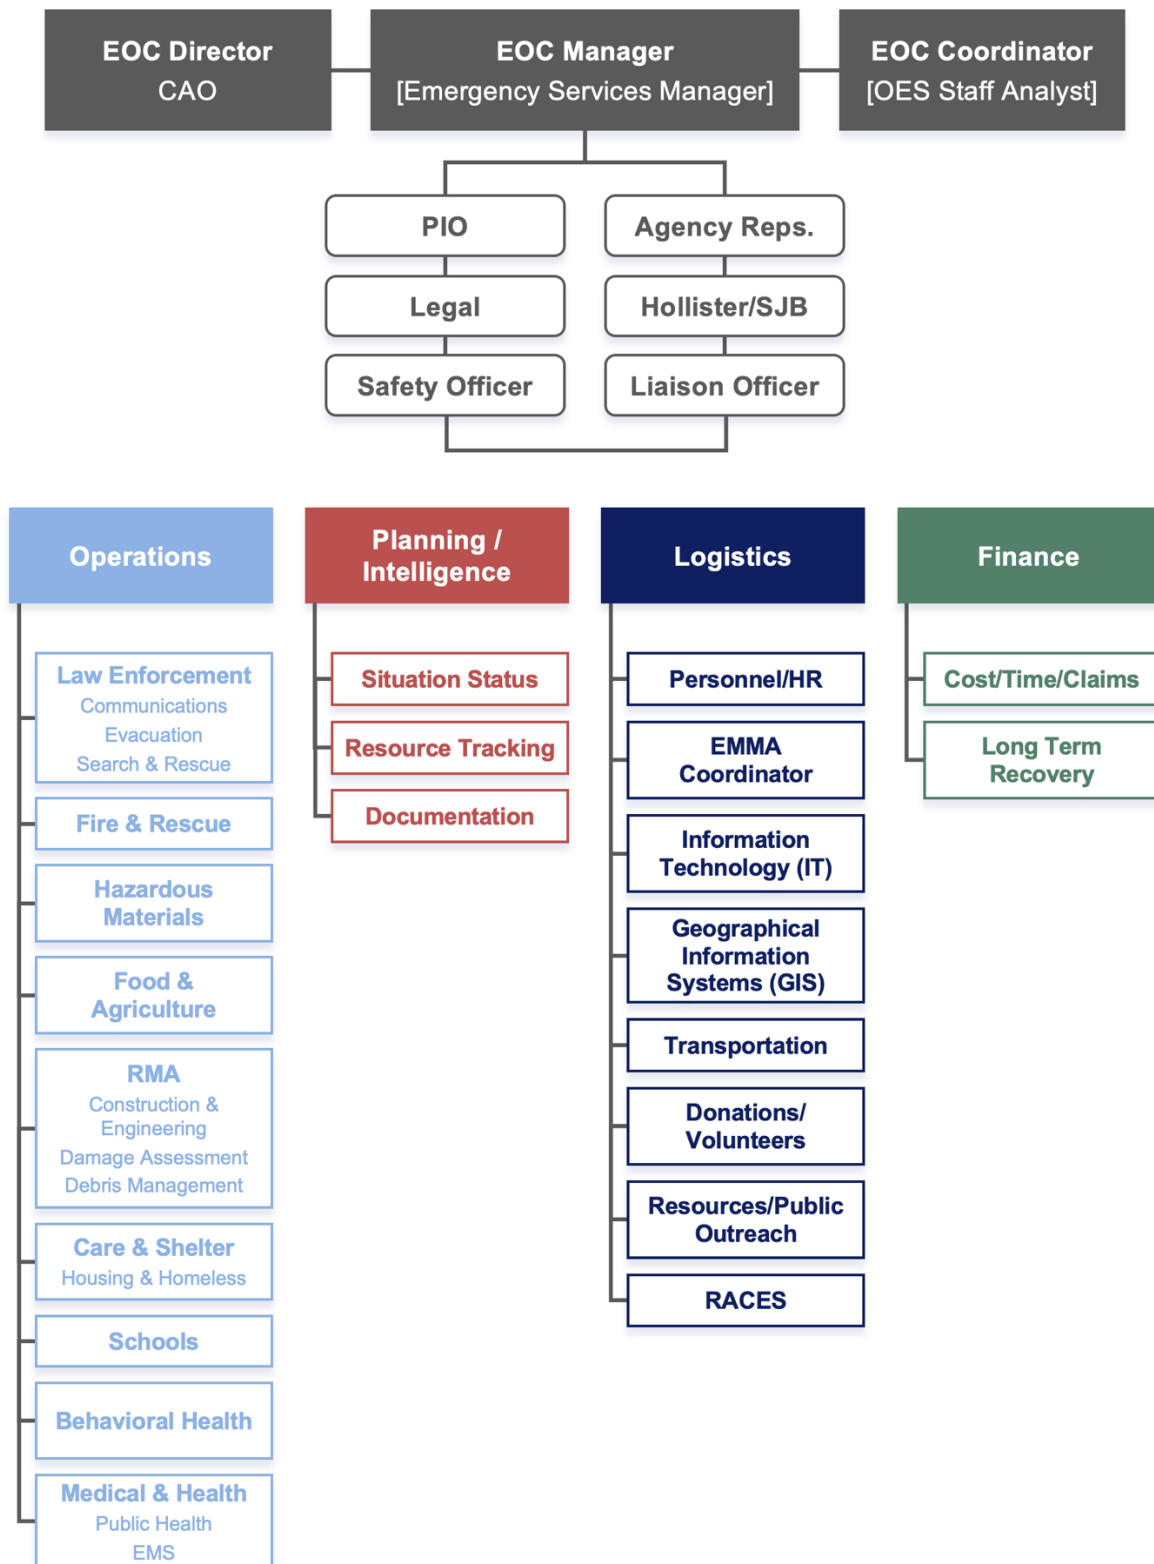 EOC Director
CAO
EOC Manager
[Emergency Services Manager]
EOC Coordinator
[OES Staff Analyst]
PIO
Agency Reps.
Legal
Hollister/SJB
Safety Officer
Liaison Officer
Operations
Law Enforcement
Communications
Evacuation
Search & Rescue
Fire & Rescue
Hazardous
Materials
Food &
Agriculture
RMA
Construction &
Engineering
Damage Assessment
Debris Management
Care & Shelter
Housing & Homeless
Schools
Behavioral Health
Medical & Health
Public Health
EMS
Planning /
Intelligence
Situation Status
Resource Tracking
Documentation
Logistics
Personnel/HR
EMMA
Coordinator
Information
Technology (IT)
Geographical
Information
Systems (GIS)
Transportation
Donations/
Volunteers
Resources/Public
Outreach
RACES
Finance
Cost/Time/Claims
Long Term
Recovery